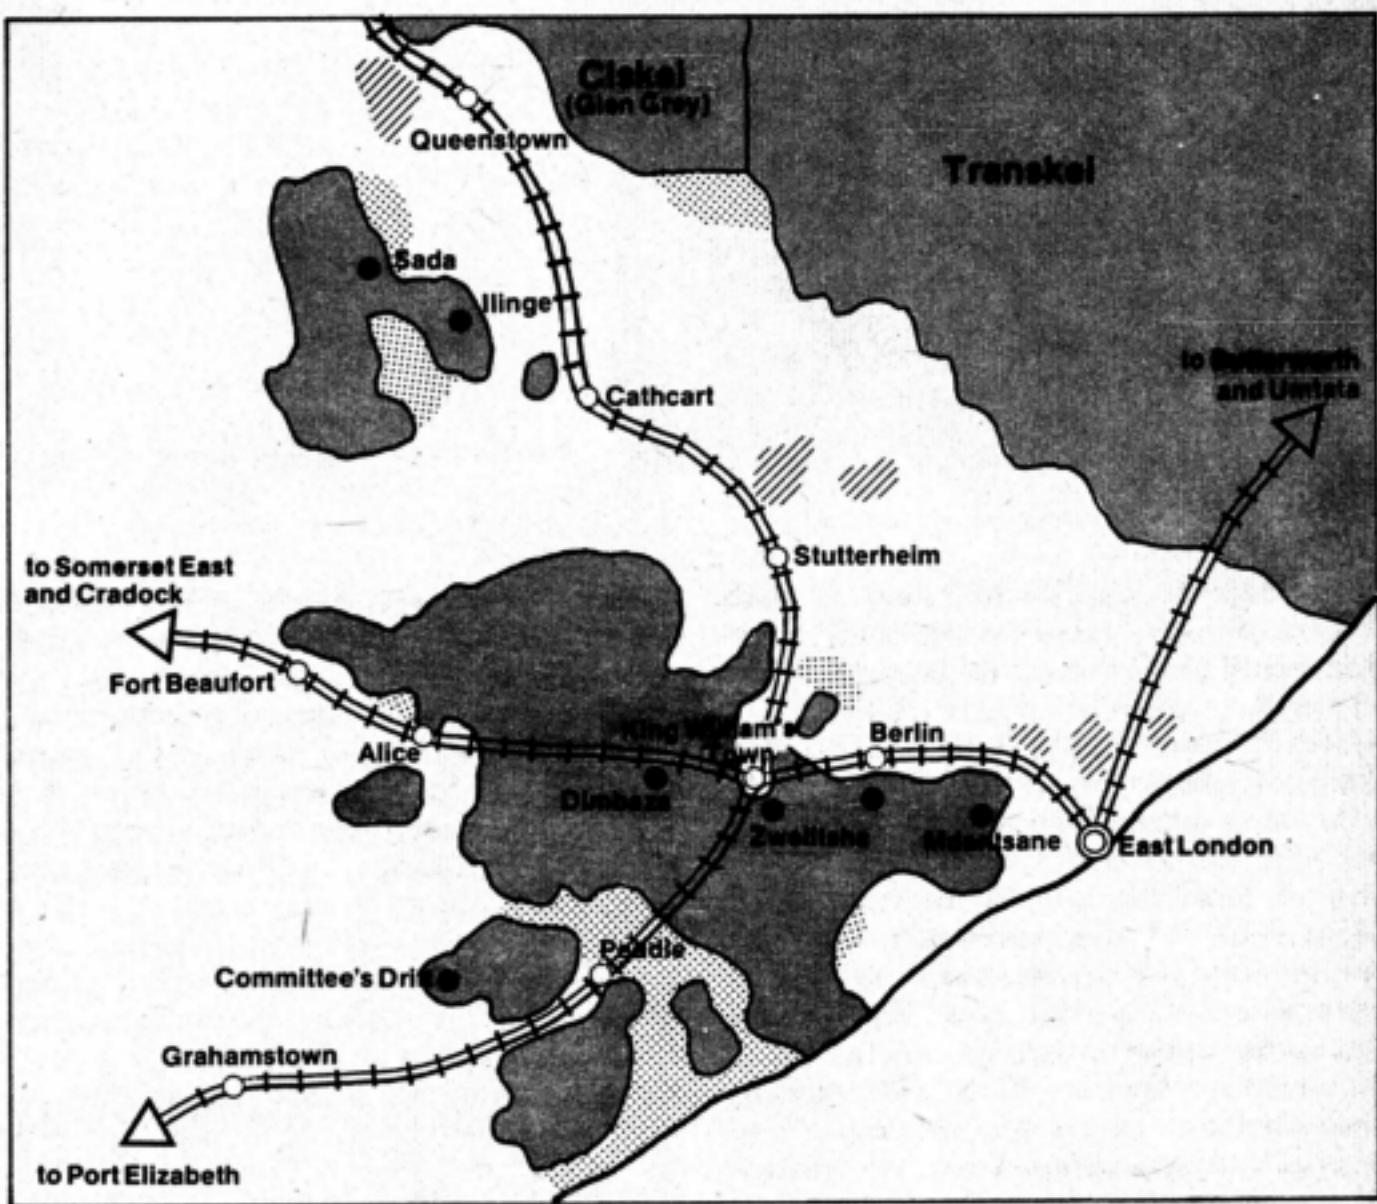 Ciskei
(Glen Grey)
Queenstown
Transkei
Sada
Ilinge
to Butterworth
and Umtata
Cathcart
Stutterheim
to Somerset East
and Cradock
Fort Beaufort
King William's
Town
Berlin
Alice
Dimbaza
Zwelitsha
Mdantsane
East London
Peddie
Committee's Drift
Grahamstown
to Port Elizabeth